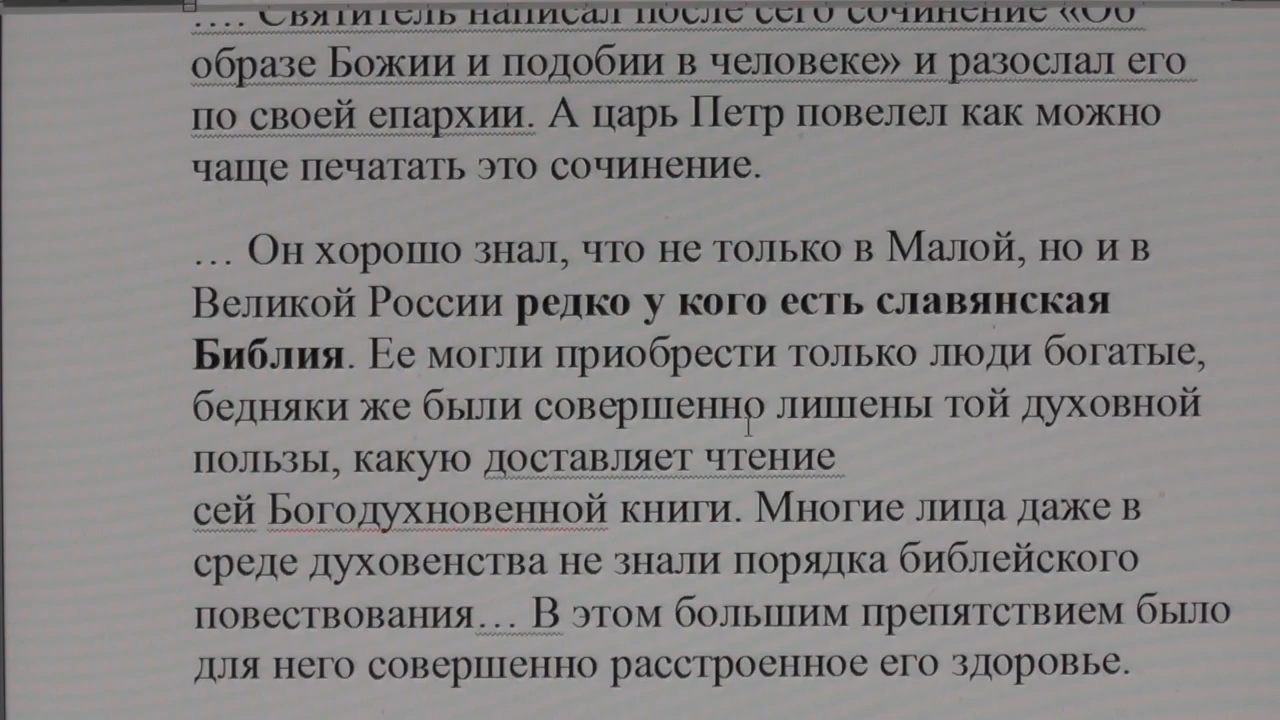 …. Святитель написал после сего сочинение «Об
образе Божии и подобии в человеке» и разослал его
по своей епархии. А царь Петр повелел как можно
чаще печатать это сочинение.
… Он хорошо знал, что не только в Малой, но и в
Великой России редко у кого есть славянская
Библия. Ее могли приобрести только люди богатые,
бедняки же были совершенно лишены той духовной
пользы, какую доставляет чтение
сей Богодухновенной книги. Многие лица даже в
среде духовенства не знали порядка библейского
повествования… В этом большим препятствием было
для него совершенно расстроенное его здоровье.